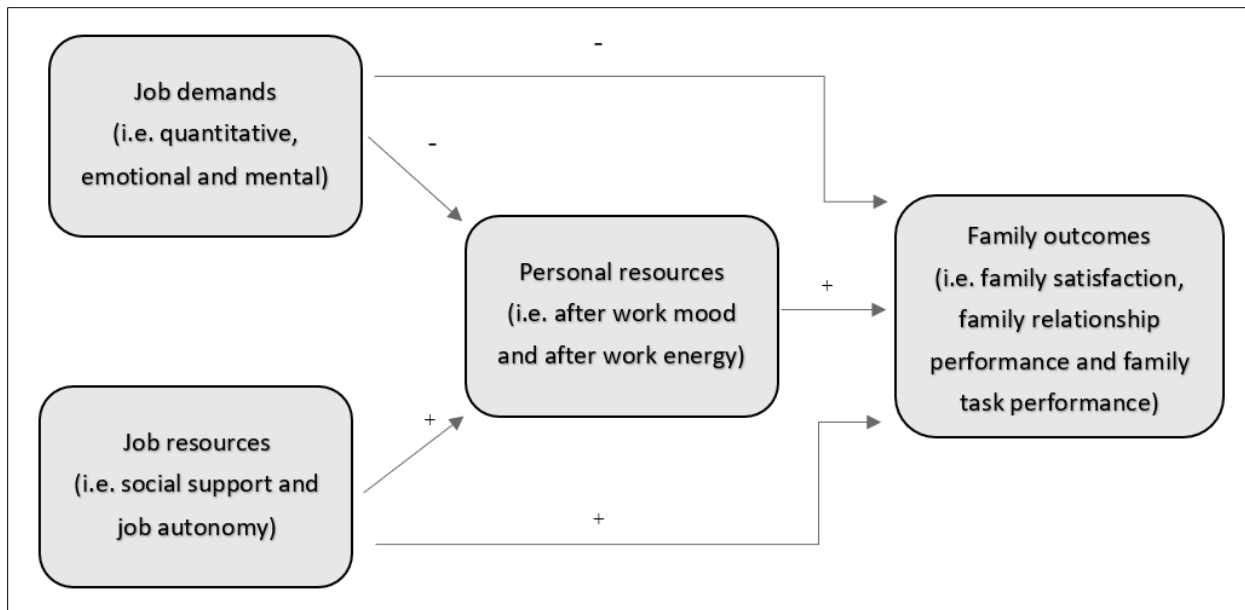 -
Job demands
(i.e. quantitative,
emotional and mental)
-
Personal resources
(i.e. after work mood
and after work energy)
+
Family outcomes
(i.e. family satisfaction,
family relationship
performance and family
task performance)
Job resources
(i.e. social support and
job autonomy)
+
+